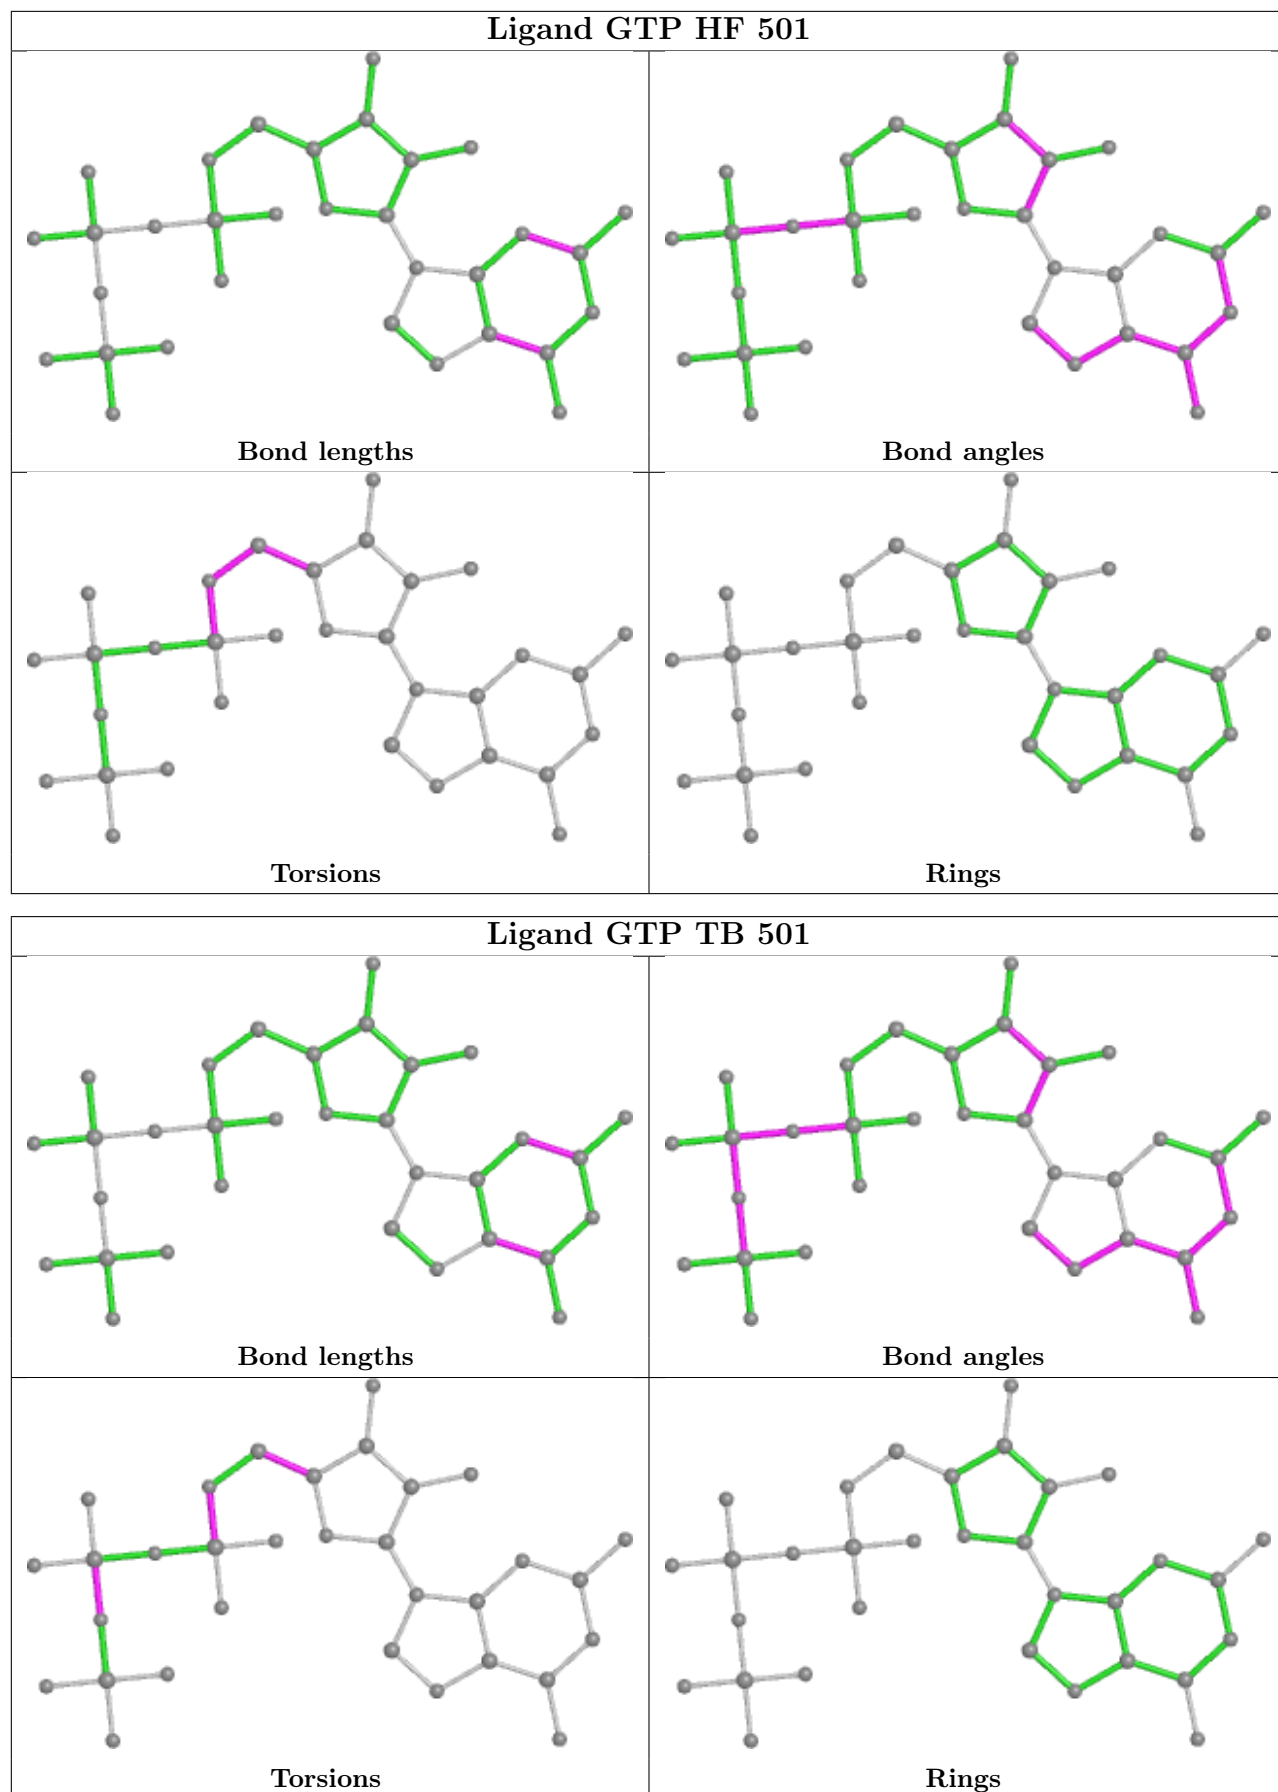 Ligand GTP HF 501
Bond lengths
Bond angles
Torsions
Rings
Ligand GTP TB 501
Bond lengths
Bond angles
Torsions
Rings